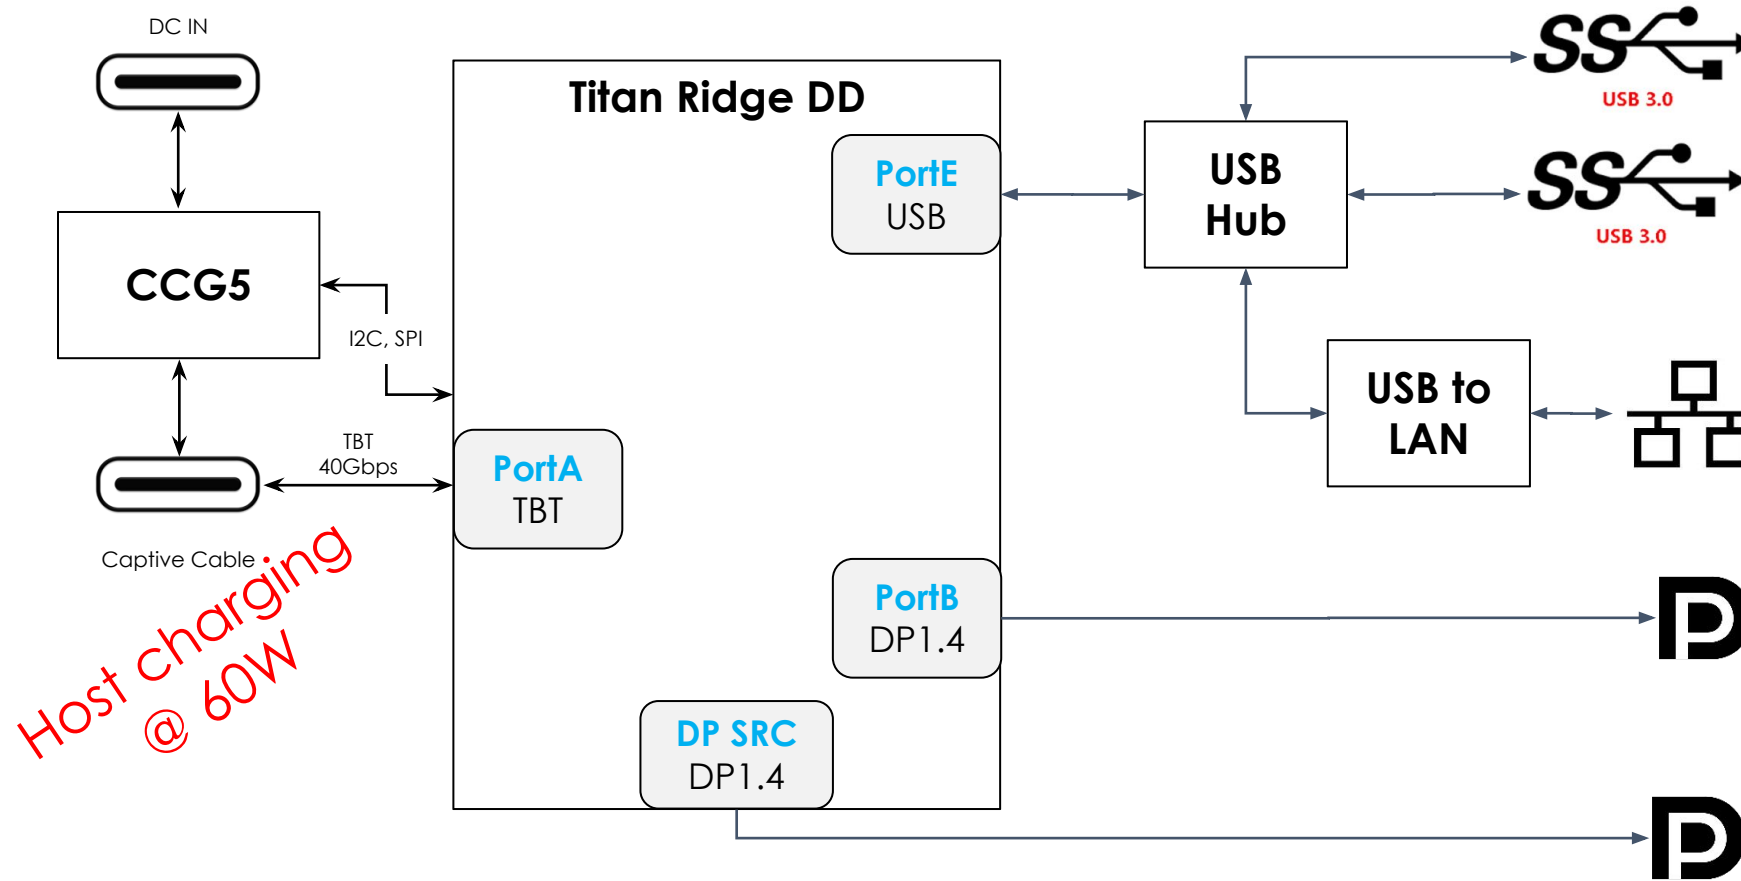 DC IN
Titan Ridge DD
SS
USB 3.0
PortE
USB
USB
Hub
SS
USB 3.0
CCG5
I2C, SPI
USB to
LAN
TBT
40Gbps
PortA
TBT
Captive Cable
Host charging
@ 60W
PortB
DP1.4
DP SRC
DP1.4